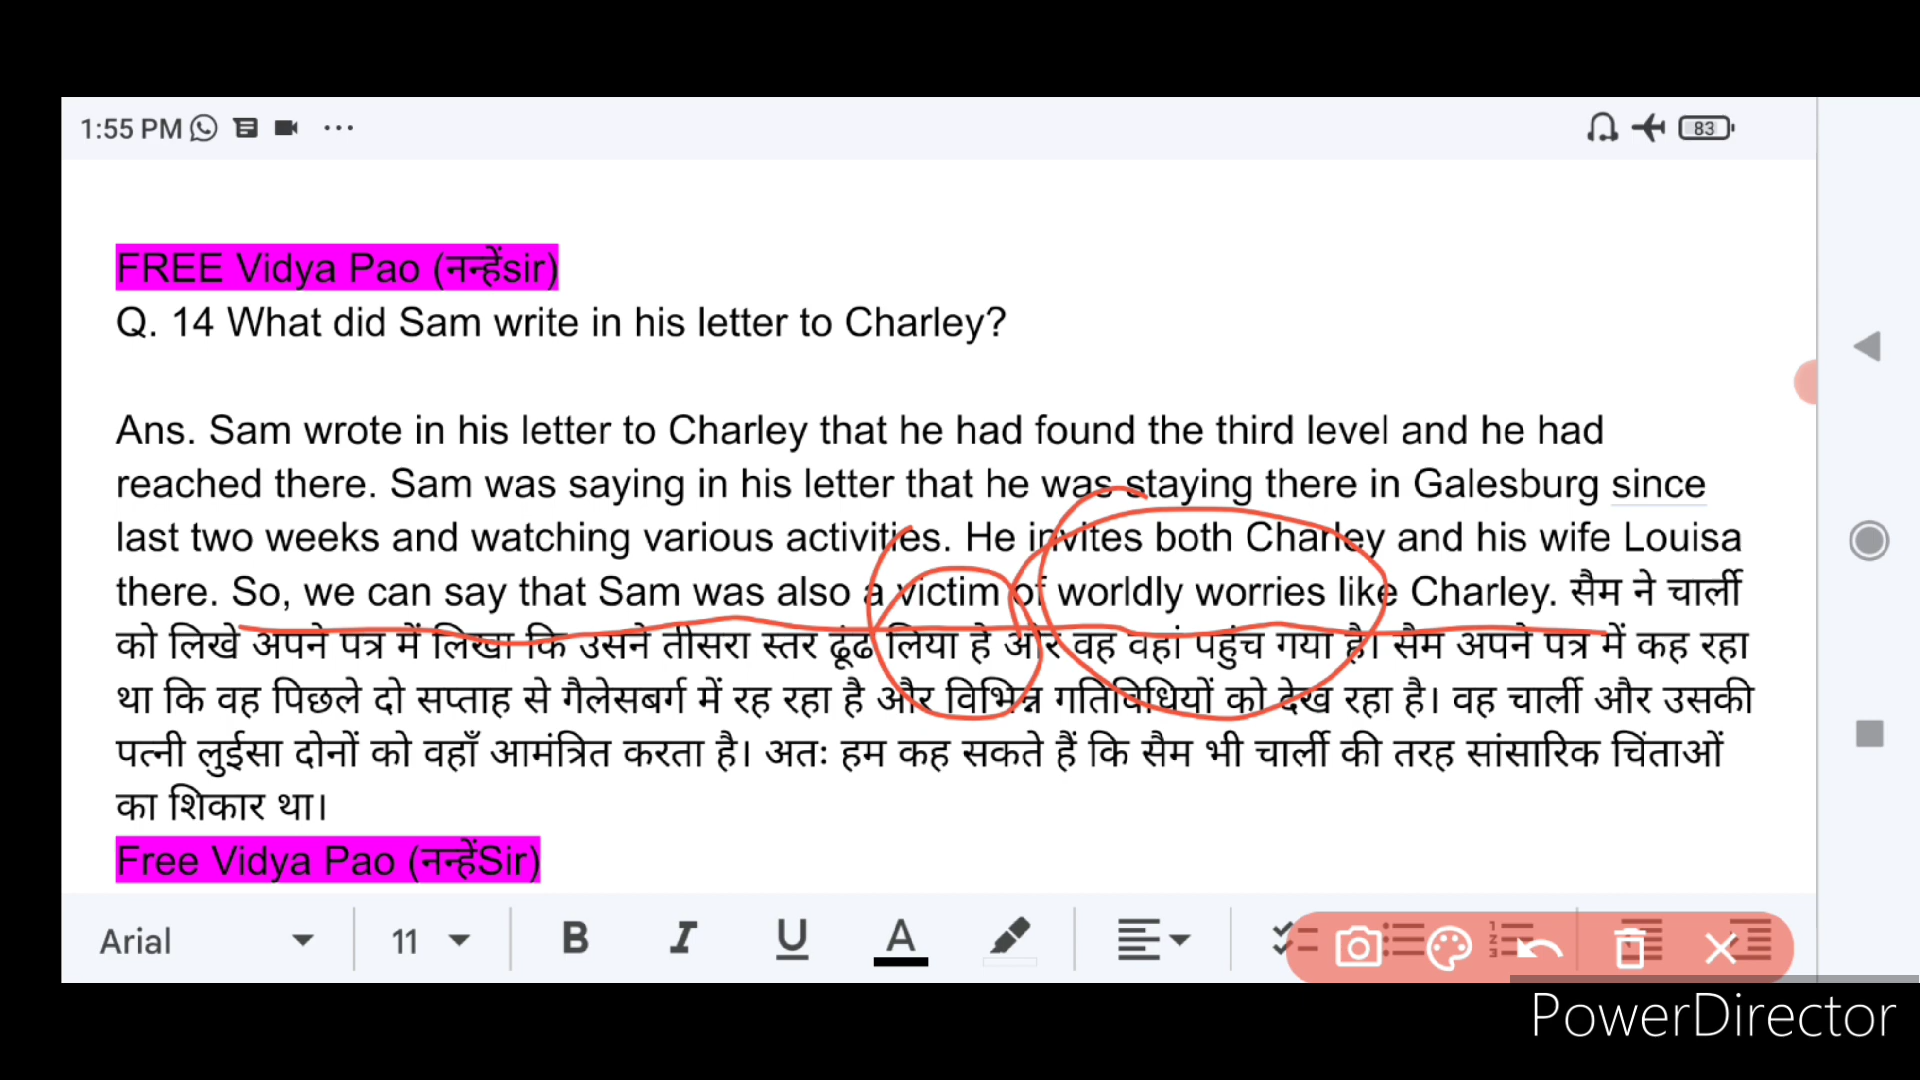 1:55 PM
83
FREE Vidya Pao (नन्हेंsir)
Q. 14 What did Sam write in his letter to Charley?
Ans. Sam wrote in his letter to Charley that he had found the third level and he had
reached there. Sam was saying in his letter that he was staying there in Galesburg since
last two weeks and watching various activities. He invites both Charley and his wife Louisa
there. So, we can say that Sam was also a victim of worldly worries like Charley. सैम ने चार्ली
को लिखे अपने पत्र में लिखा कि उसने तीसरा स्तर ढूंढ लिया है और वह वहां पहुंच गया है। सैम अपने पत्र में कह रहा
था कि वह पिछले दो सप्ताह से गैलेसबर्ग में रह रहा है और विभिन्न गतिविधियों को देख रहा है। वह चार्ली और उसकी
पत्नी लुईसा दोनों को वहाँ आमंत्रित करता है। अतः हम कह सकते हैं कि सैम भी चार्ली की तरह सांसारिक चिंताओं
का शिकार था।
Free Vidya Pao (नन्हेंSir)
Arial 11 B I U A
PowerDirector